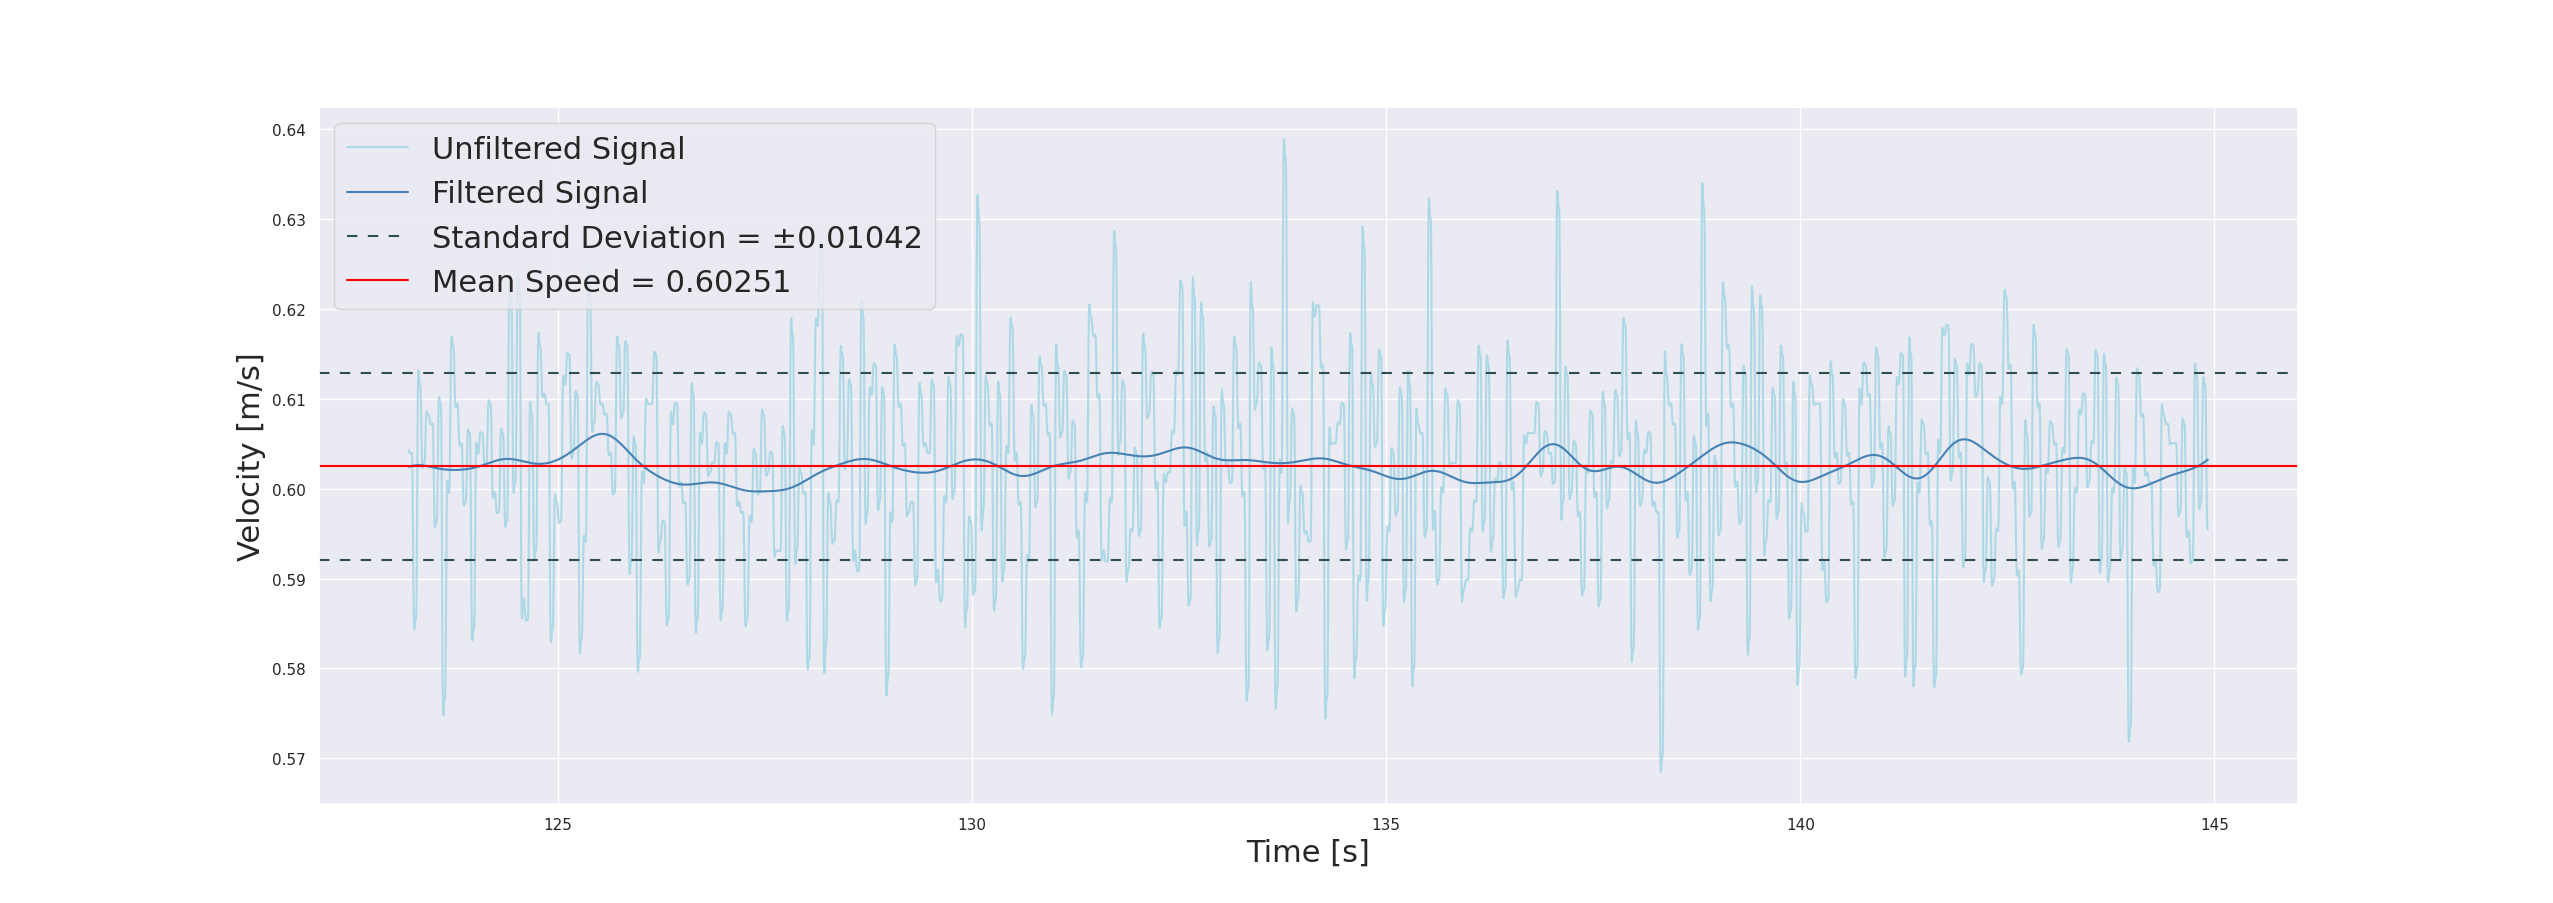 Unfiltered Signal
Filtered Signal
Standard Deviation = ±0.01042
Mean Speed = 0.60251
0.64
0.63
0.62
0.61
0.60
0.59
0.58
0.57
Velocity [m/s]
125 130 135 140 145
Time [s]